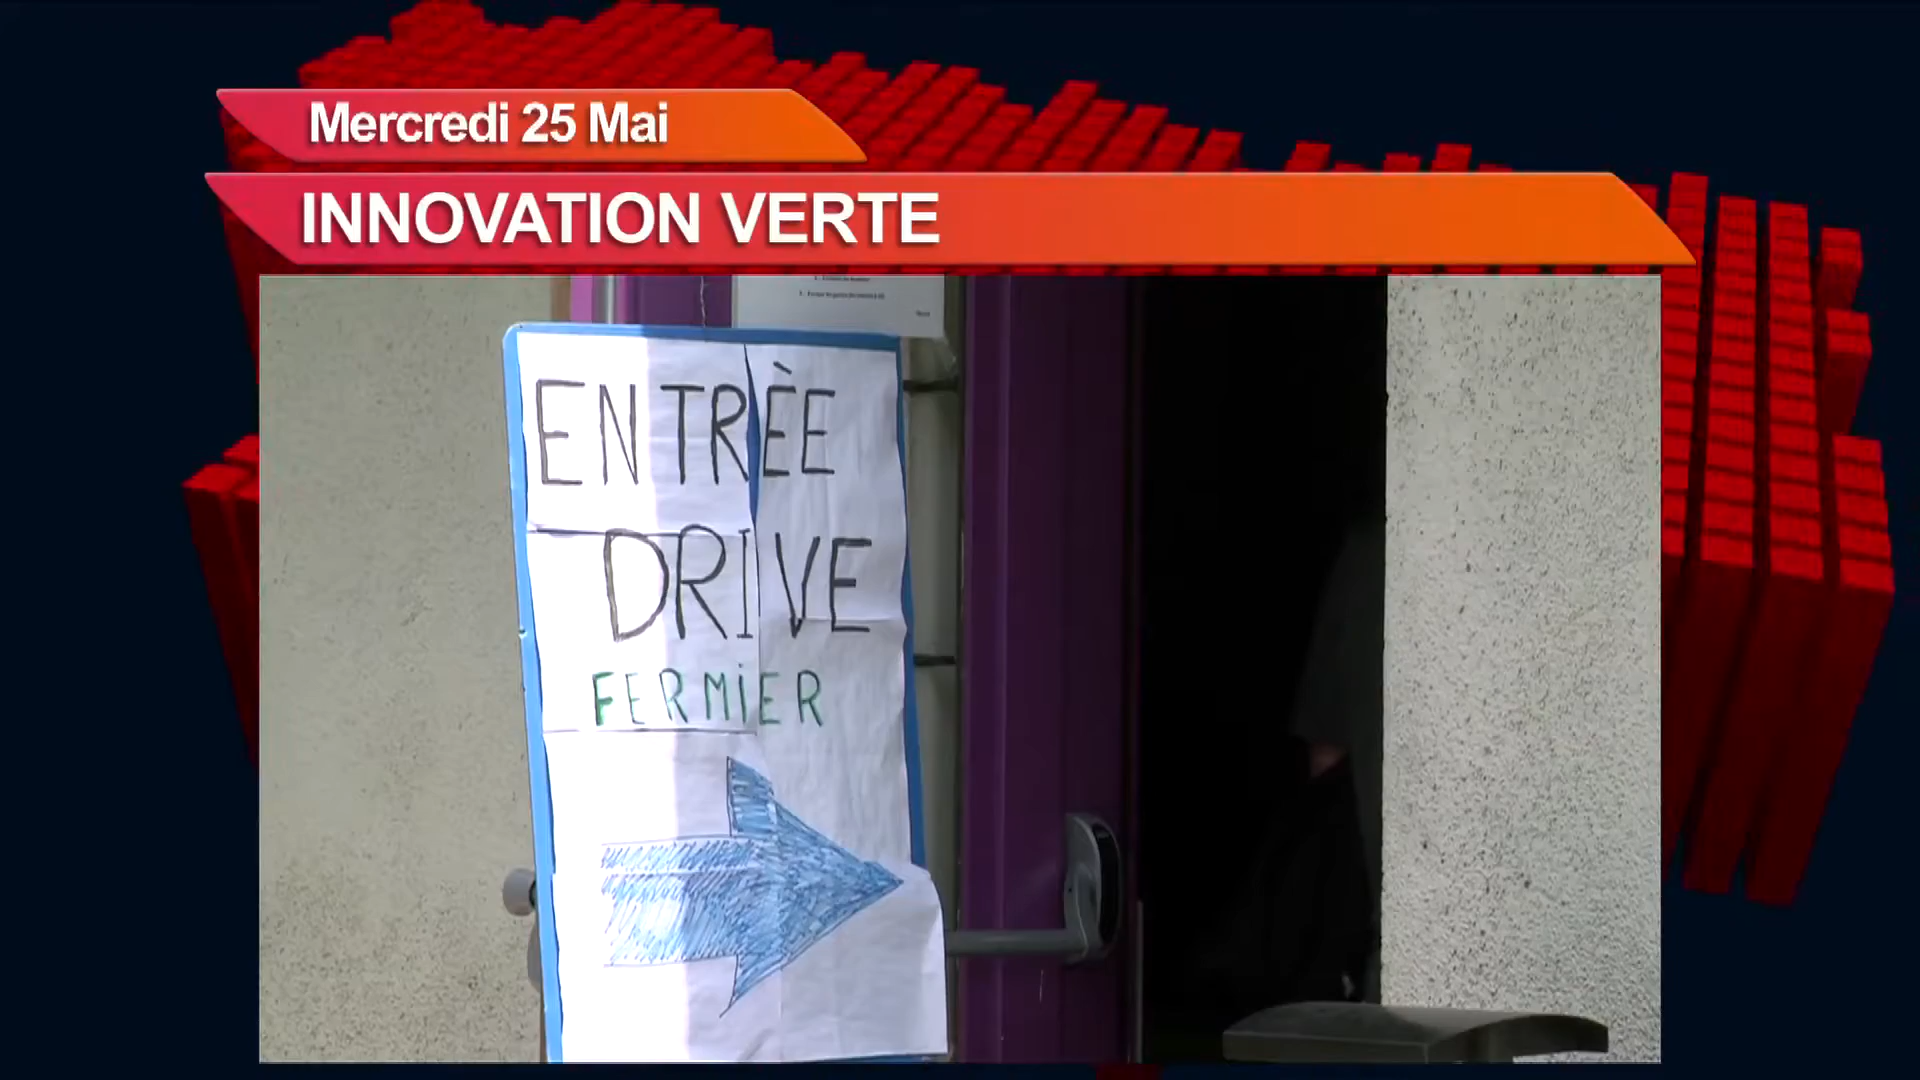 Mercredi 25 Mai
INNOVATION VERTE
ENTRÈE
DRIVE
FERMiER